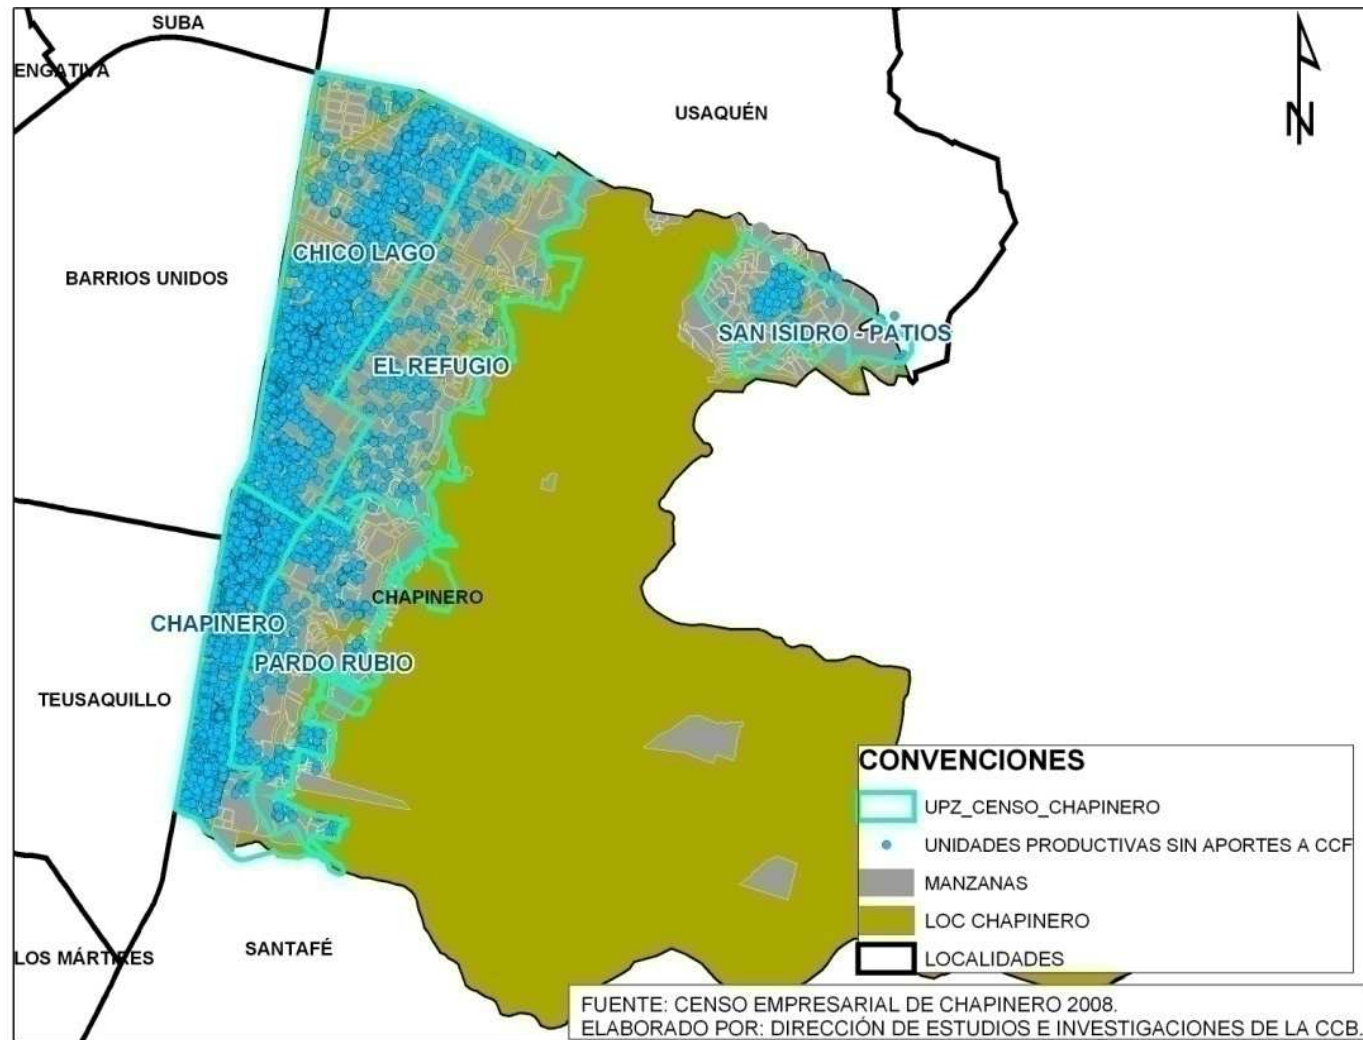 SUBA
ENGATIVA
USAQUÉN
N
CHICO LAGO
BARRIOS UNIDOS
SAN ISIDRO - PATIOS
EL REFUGIO
CHAPINERO
CHAPINERO
PARDO RUBIO
TEUSAQUILLO
CONVENCIONES
UPZ_CENSO_CHAPINERO
UNIDADES PRODUCTIVAS SIN APORTES A CCF
MANZANAS
LOC CHAPINERO
LOCALIDADES
SANTAFÉ
LOS MÁRTIRES
FUENTE: CENSO EMPRESARIAL DE CHAPINERO 2008.
ELABORADO POR: DIRECCIÓN DE ESTUDIOS E INVESTIGACIONES DE LA CCB.